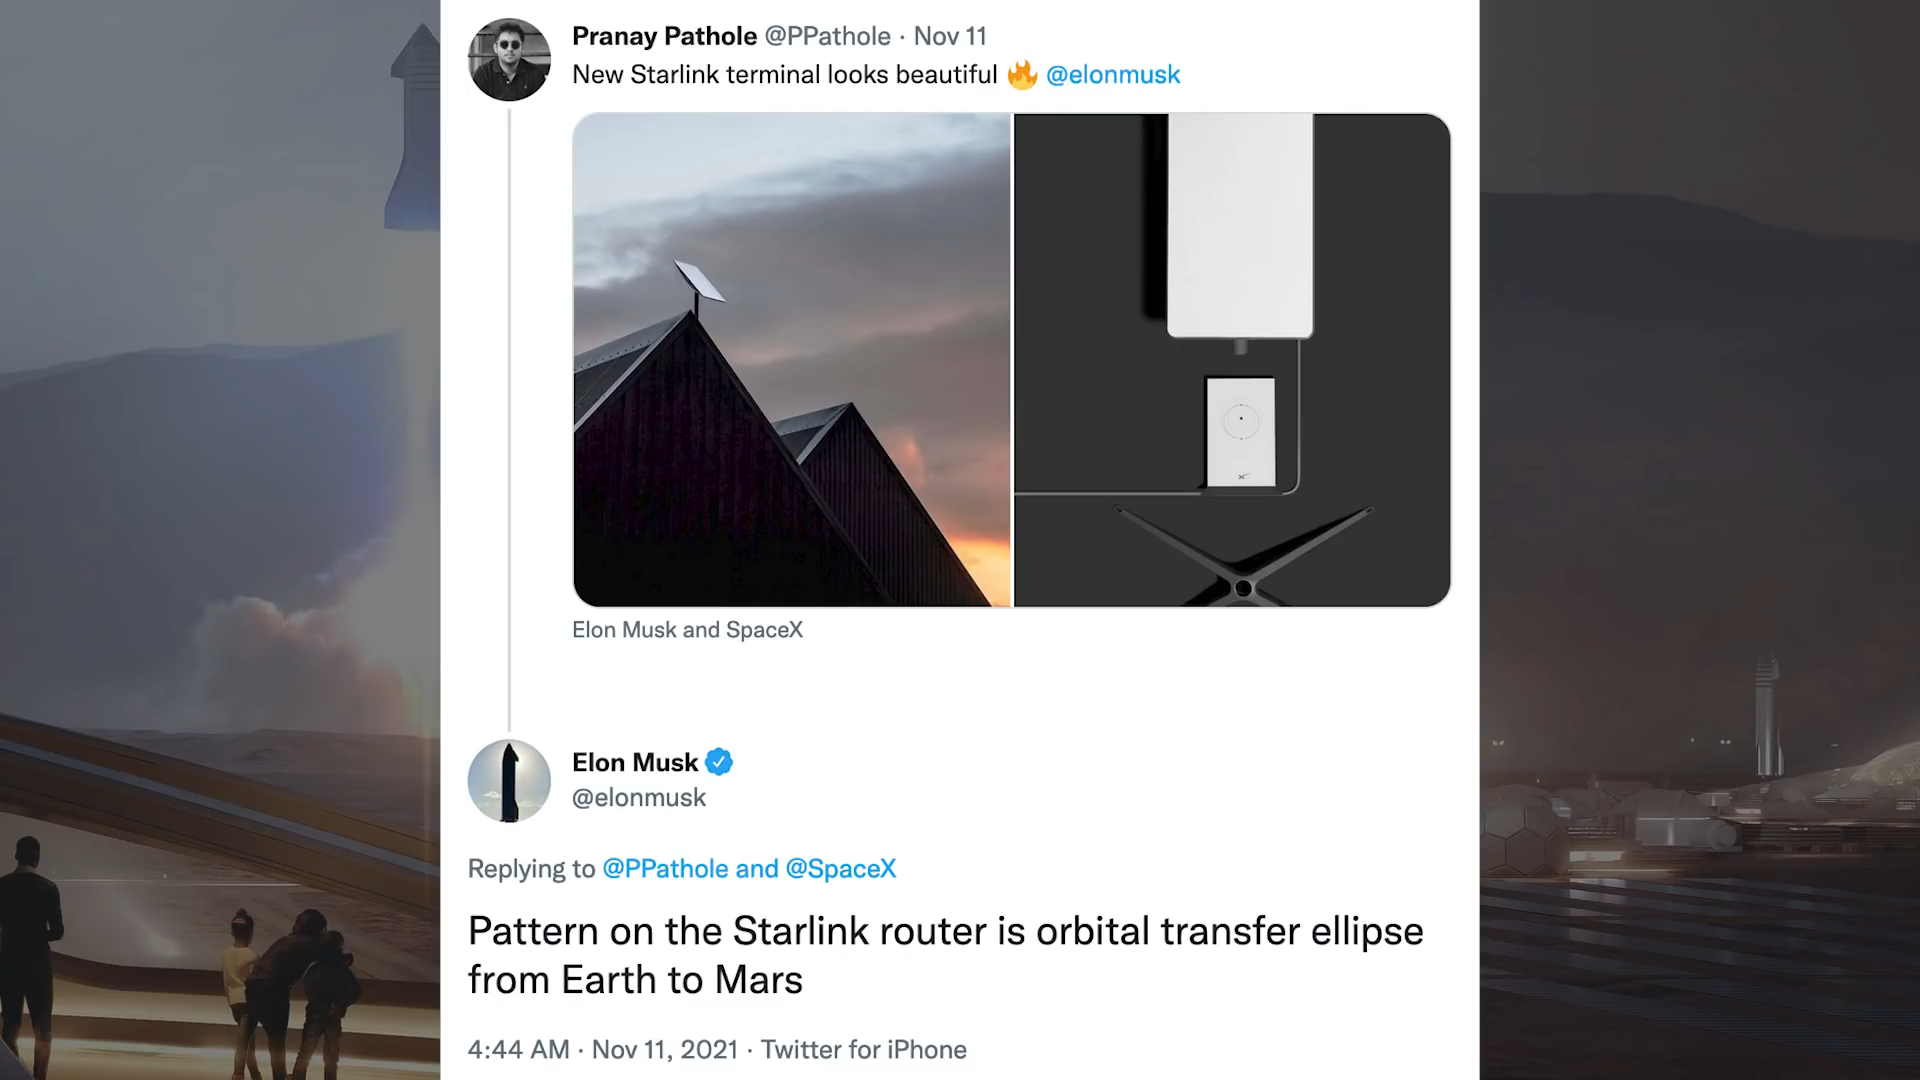 Pranay Pathole @PPathole · Nov 11
New Starlink terminal looks beautiful 🔥 @elonmusk
Elon Musk and SpaceX
Elon Musk
@elonmusk
Replying to @PPathole and @SpaceX
Pattern on the Starlink router is orbital transfer ellipse
from Earth to Mars
4:44 AM · Nov 11, 2021 · Twitter for iPhone